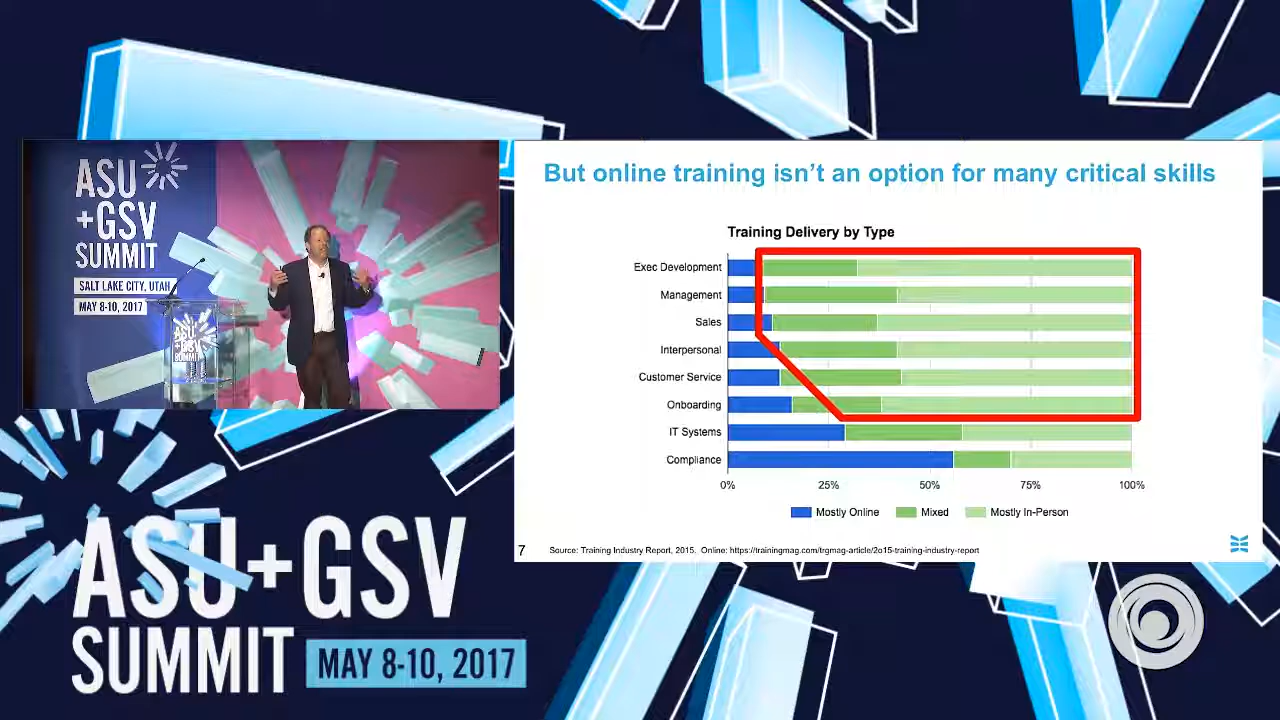 ASU
+GSV
SUMMIT
SALT LAKE CITY, UTAH
MAY 8-10, 2017
ASU
+GSV
SUMMIT
But online training isn't an option for many critical skills
Training Delivery by Type
Exec Development
Management
Sales
Interpersonal
Customer Service
Onboarding
IT Systems
Compliance
0%
25%
50%
75%
100%
Mostly Online
Mixed
Mostly In-Person
7
Source: Training Industry Report, 2015. Online: https://trainingmag.com/trgmag-article/2o15-training-industry-report
ASU+GSV
SUMMIT
MAY 8-10, 2017